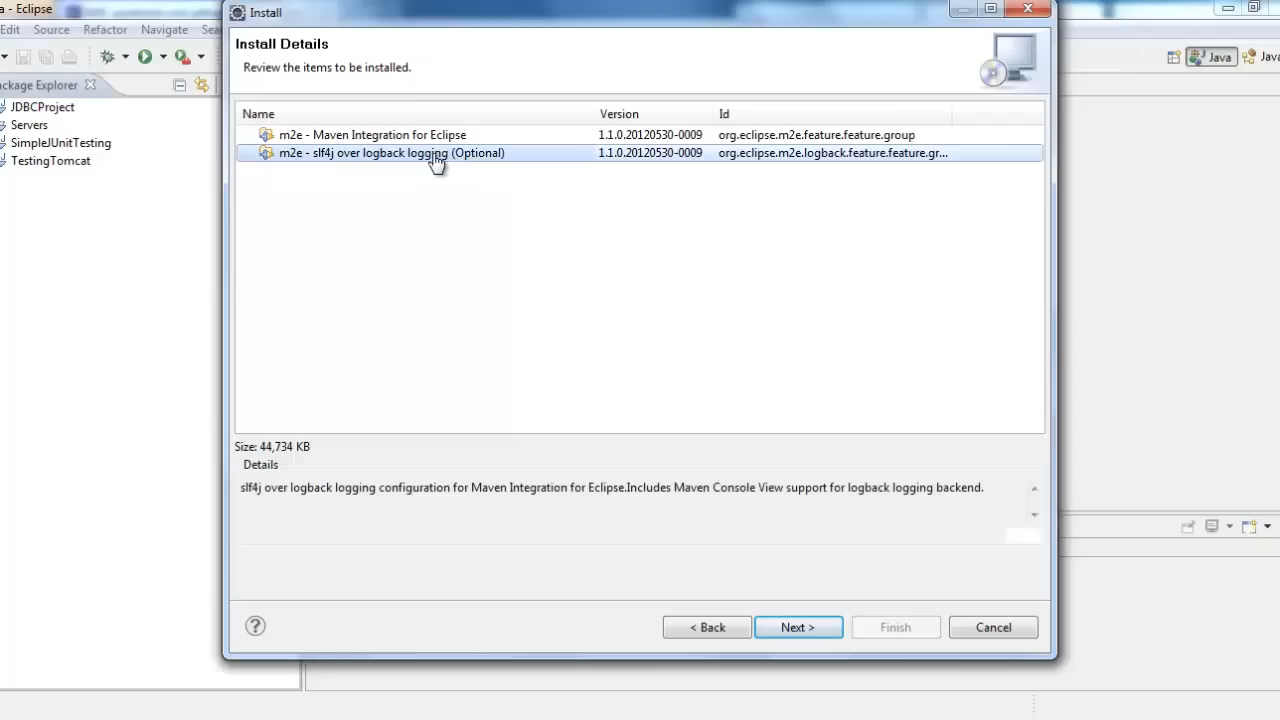 a - Eclipse
Edit Source Refactor Navigate Sea
Java Java
Package Explorer
JDBCProject
Servers
SimpleJUnitTesting
TestingTomcat
Install
Install Details
Review the items to be installed.
Name Version Id
m2e - Maven Integration for Eclipse 1.1.0.20120530-0009 org.eclipse.m2e.feature.feature.group
m2e - slf4j over logback logging (Optional) 1.1.0.20120530-0009 org.eclipse.m2e.logback.feature.feature.gr...
Size: 44,734 KB
Details
slf4j over logback logging configuration for Maven Integration for Eclipse.Includes Maven Console View support for logback logging backend.
? < Back Next > Finish Cancel